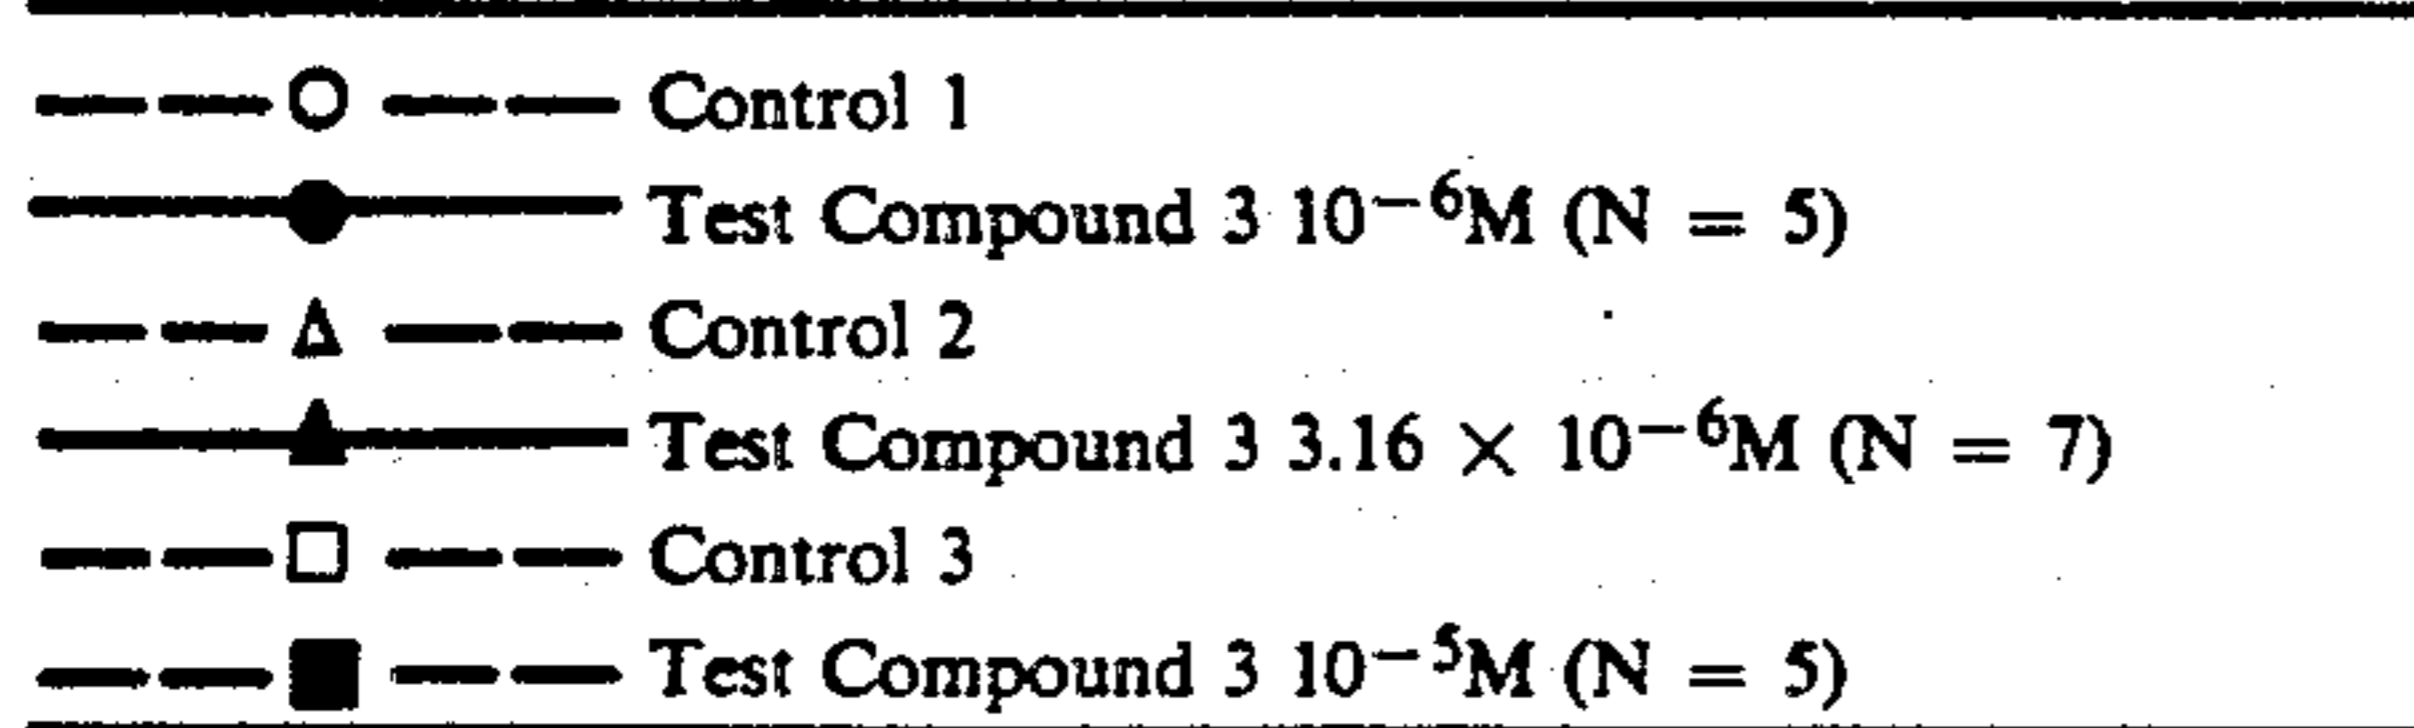 Control 1
Test Compound 3 10⁻⁶M (N = 5)
Control 2
Test Compound 3 3.16 × 10⁻⁶M (N = 7)
Control 3
Test Compound 3 10⁻⁵M (N = 5)